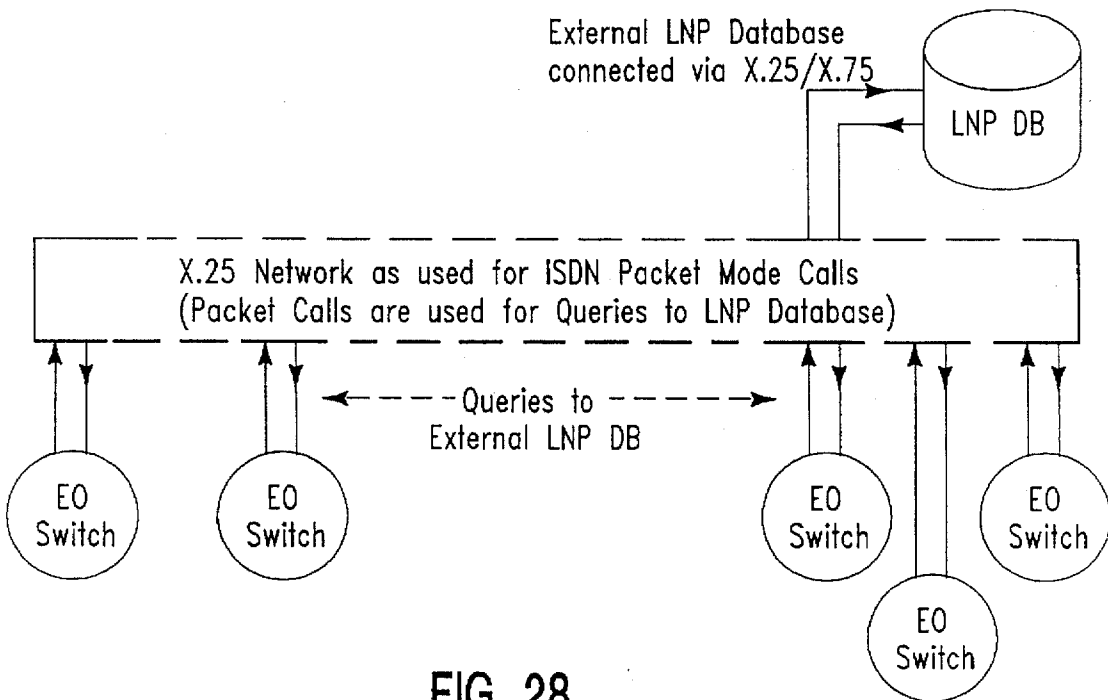 External LNP Database
connected via X.25/X.75
LNP DB
X.25 Network as used for ISDN Packet Mode Calls
(Packet Calls are used for Queries to LNP Database)
Queries to
External LNP DB
EO
Switch
EO
Switch
EO
Switch
EO
Switch
EO
Switch
FIG. 28